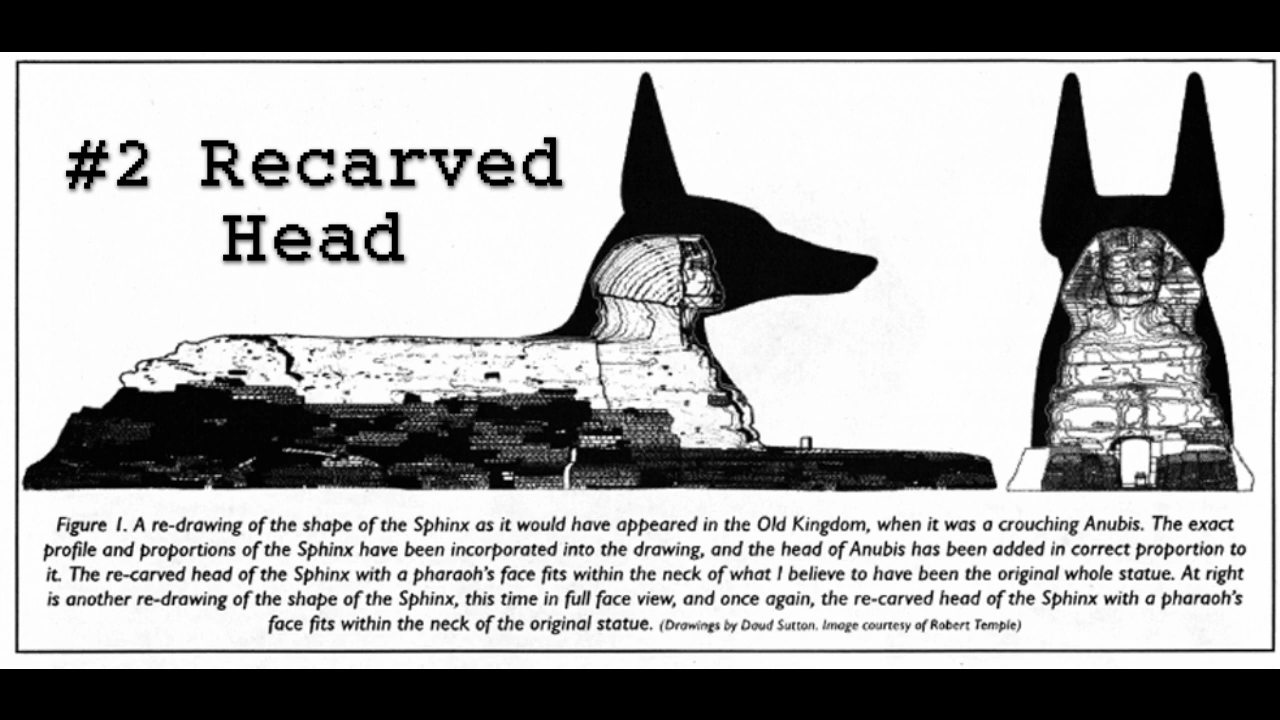 #2 Recarved
Head
Figure 1. A re-drawing of the shape of the Sphinx as it would have appeared in the Old Kingdom, when it was a crouching Anubis. The exact
profile and proportions of the Sphinx have been incorporated into the drawing, and the head of Anubis has been added in correct proportion to
it. The re-carved head of the Sphinx with a pharaoh's face fits within the neck of what I believe to have been the original whole statue. At right
is another re-drawing of the shape of the Sphinx, this time in full face view, and once again, the re-carved head of the Sphinx with a pharaoh's
face fits within the neck of the original statue. (Drawings by Daud Sutton. Image courtesy of Robert Temple)